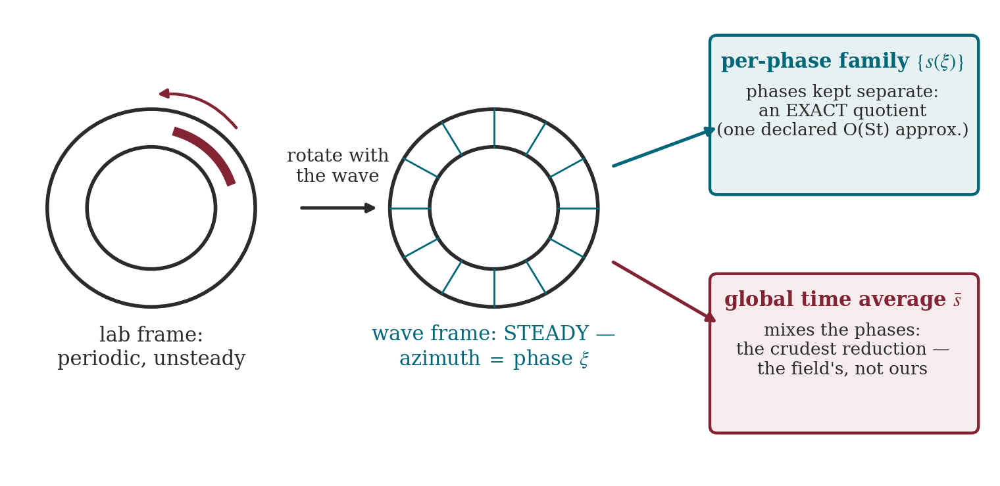 rotate with
the wave
lab frame:
periodic, unsteady
wave frame: STEADY —
azimuth = phase ξ
per-phase family {s(ξ)}
phases kept separate:
an EXACT quotient
(one declared O(St) approx.)
global time average s̄
mixes the phases:
the crudest reduction —
the field's, not ours